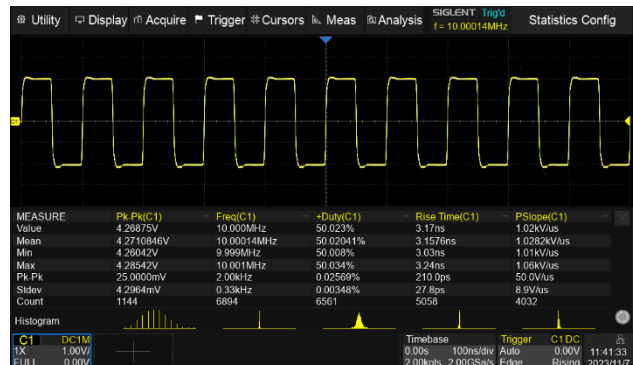 Utility Display Acquire Trigger Cursors Meas Analysis SIGLENT Trig'd Statistics Config
f = 10.00014MHz
C1
MEASURE Pk-Pk(C1) Freq(C1) +Duty(C1) Rise Time(C1) PSlope(C1)
Value 4.26875V 10.000MHz 50.023% 3.17ns 1.02kV/us
Mean 4.2710846V 10.00014MHz 50.02041% 3.1576ns 1.0282kV/us
Min 4.26042V 9.999MHz 50.008% 3.03ns 1.01kV/us
Max 4.28542V 10.001MHz 50.034% 3.24ns 1.06kV/us
Pk-Pk 25.0000mV 2.00kHz 0.02569% 210.0ps 50.0V/us
Stdev 4.2964mV 0.33kHz 0.00348% 27.8ps 8.9V/us
Count 1144 6894 6561 5058 4032
Histogram
C1 DC1M Timebase Trigger C1 DC
1X 1.00V/ 0.00s 100ns/div Auto 0.00V 11:41:33
FULL 0.00V 2.00kpts 2.00GSa/s Edge Rising 2023/11/7